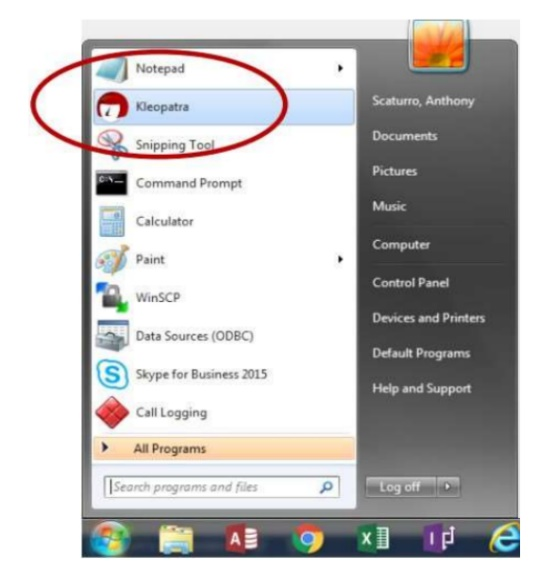 Notepad
Kleopatra
Snipping Tool
Command Prompt
Calculator
Paint
WinSCP
Data Sources (ODBC)
Skype for Business 2015
Call Logging
All Programs
Search programs and files
Scaturro, Anthony
Documents
Pictures
Music
Computer
Control Panel
Devices and Printers
Default Programs
Help and Support
Log off